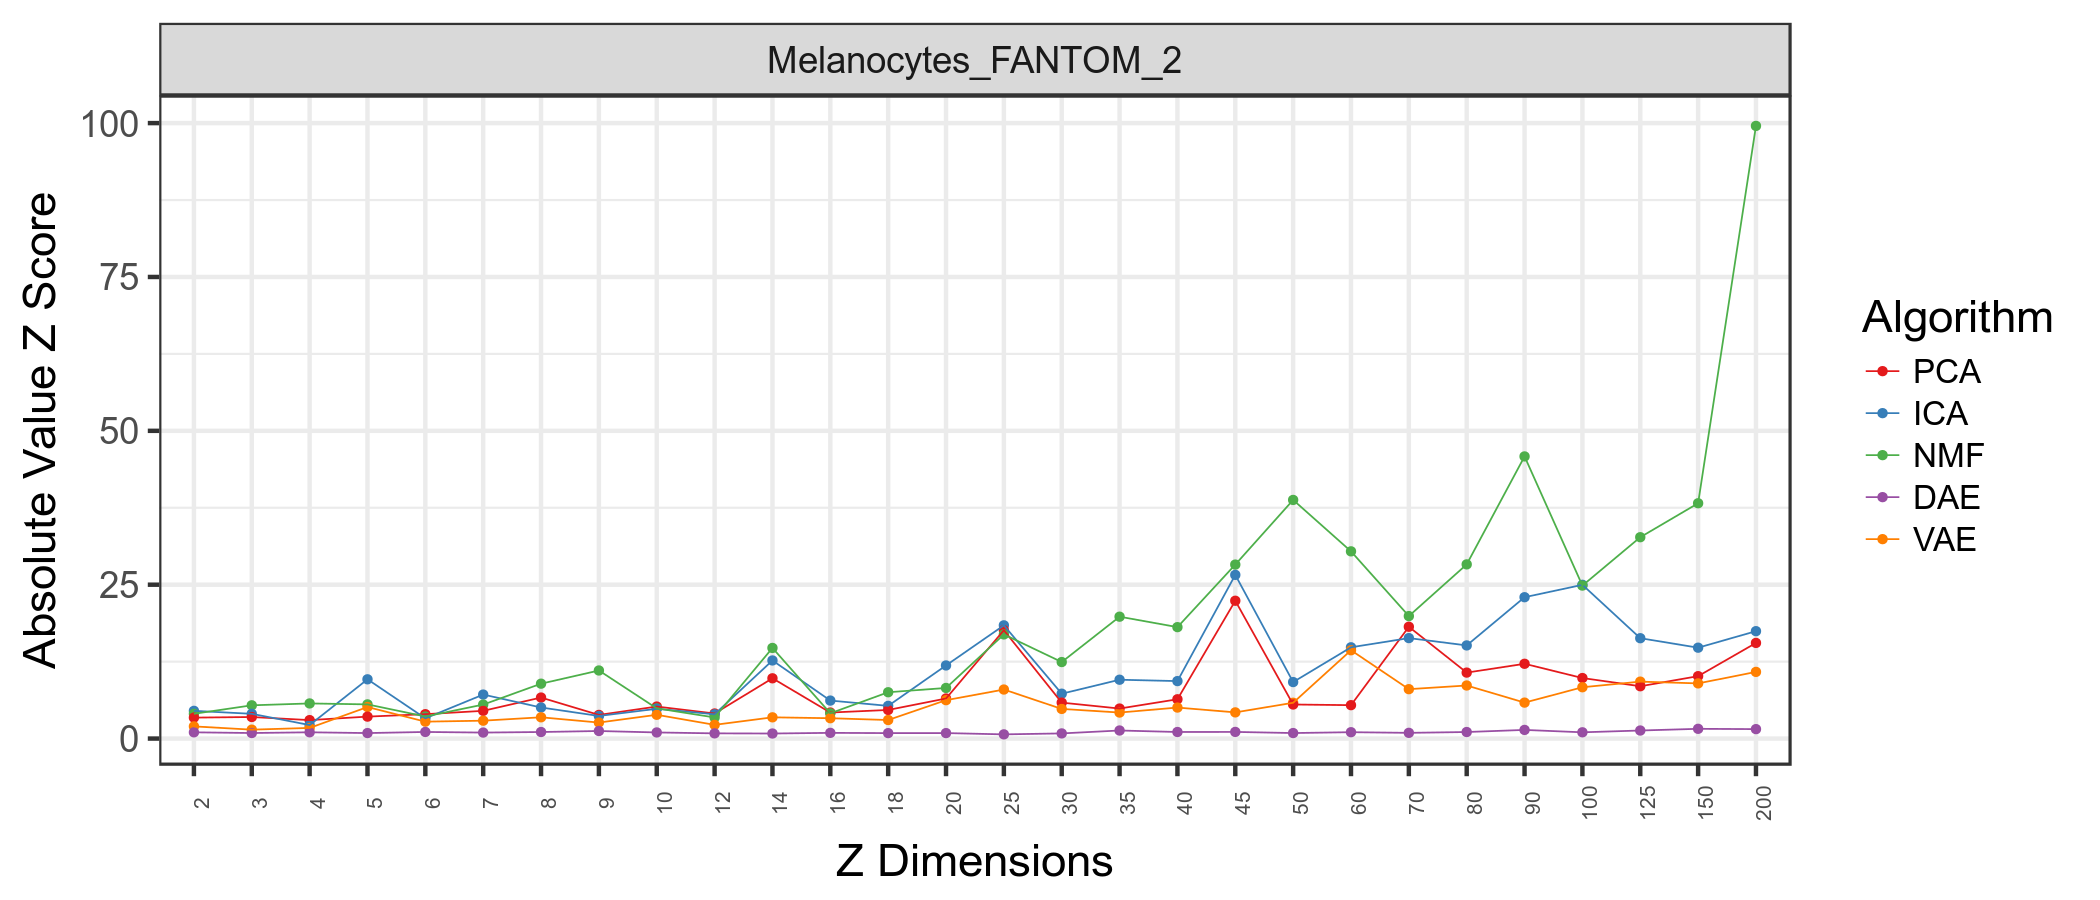 Melanocytes_FANTOM_2
100
75
50
25
0
Absolute Value Z Score
2 3 4 5 6 7 8 9 10 12 14 16 18 20 25 30 35 40 45 50 60 70 80 90 100 125 150 200
Z Dimensions
Algorithm
PCA
ICA
NMF
DAE
VAE